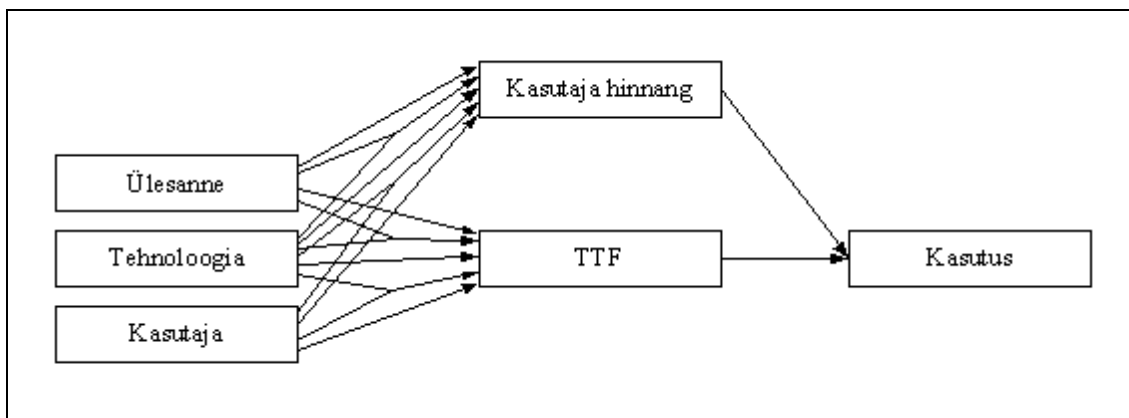 Kasutaja hinnang
Ülesanne
Tehnoloogia
TTF
Kasutus
Kasutaja